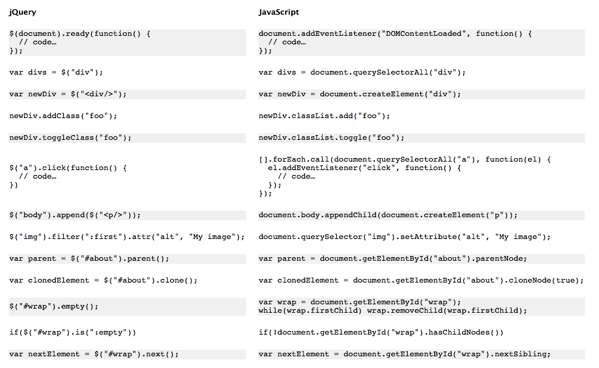 jQuery
JavaScript
$(document).ready(function() {
  // code…
});
document.addEventListener("DOMContentLoaded", function() {
  // code…
});
var divs = $("div");
var divs = document.querySelectorAll("div");
var newDiv = $("<div/>");
var newDiv = document.createElement("div");
newDiv.addClass("foo");
newDiv.classList.add("foo");
newDiv.toggleClass("foo");
newDiv.classList.toggle("foo");
$("a").click(function() {
  // code…
})
[].forEach.call(document.querySelectorAll("a"), function(el) {
  el.addEventListener("click", function() {
    // code…
  });
});
$("body").append($("<p/>"));
document.body.appendChild(document.createElement("p"));
$("img").filter(":first").attr("alt", "My image");
document.querySelector("img").setAttribute("alt", "My image");
var parent = $("#about").parent();
var parent = document.getElementById("about").parentNode;
var clonedElement = $("#about").clone();
var clonedElement = document.getElementById("about").cloneNode(true);
$("#wrap").empty();
var wrap = document.getElementById("wrap");
while(wrap.firstChild) wrap.removeChild(wrap.firstChild);
if($("#wrap").is(":empty"))
if(!document.getElementById("wrap").hasChildNodes())
var nextElement = $("#wrap").next();
var nextElement = document.getElementById("wrap").nextSibling;